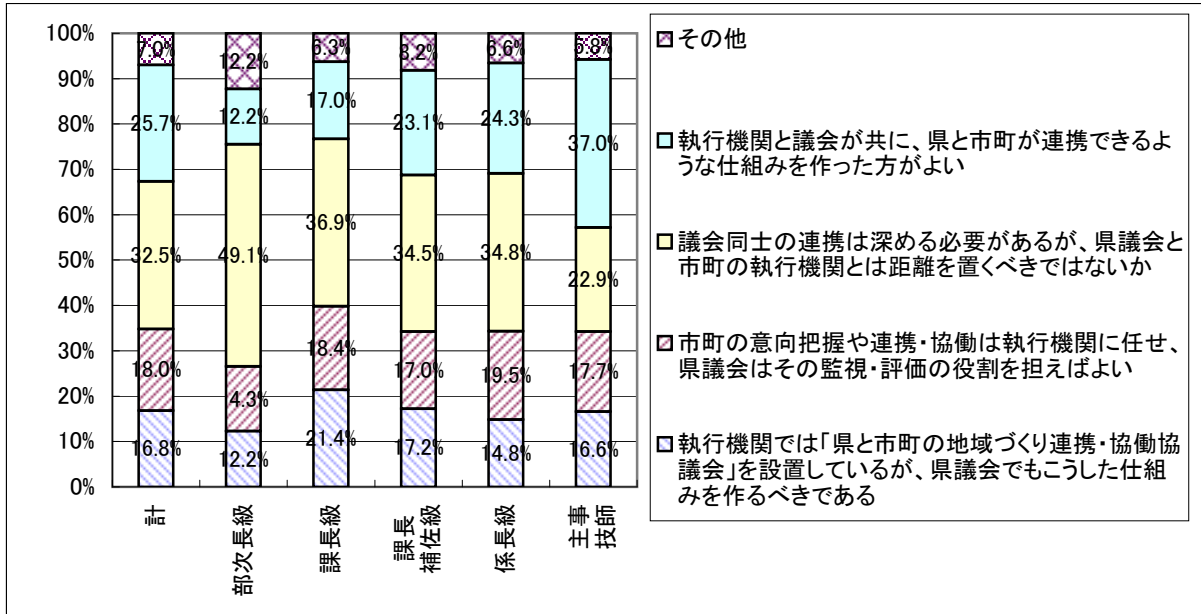 100%
90%
80%
70%
60%
50%
40%
30%
20%
10%
0%
7.0%
12.2%
6.3%
8.2%
6.6%
5.8%
25.7%
12.2%
17.0%
23.1%
24.3%
37.0%
32.5%
49.1%
36.9%
34.5%
34.8%
22.9%
18.0%
14.3%
18.4%
17.0%
19.5%
17.7%
16.8%
12.2%
21.4%
17.2%
14.8%
16.6%
計
部次長級
課長級
課長
補佐級
係長級
主事
技師
その他
執行機関と議会が共に、県と市町が連携できるよ
うな仕組みを作った方がよい
議会同士の連携は深める必要があるが、県議会と
市町の執行機関とは距離を置くべきではないか
市町の意向把握や連携・協働は執行機関に任せ、
県議会はその監視・評価の役割を担えばよい
執行機関では「県と市町の地域づくり連携・協働協
議会」を設置しているが、県議会でもこうした仕組
みを作るべきである